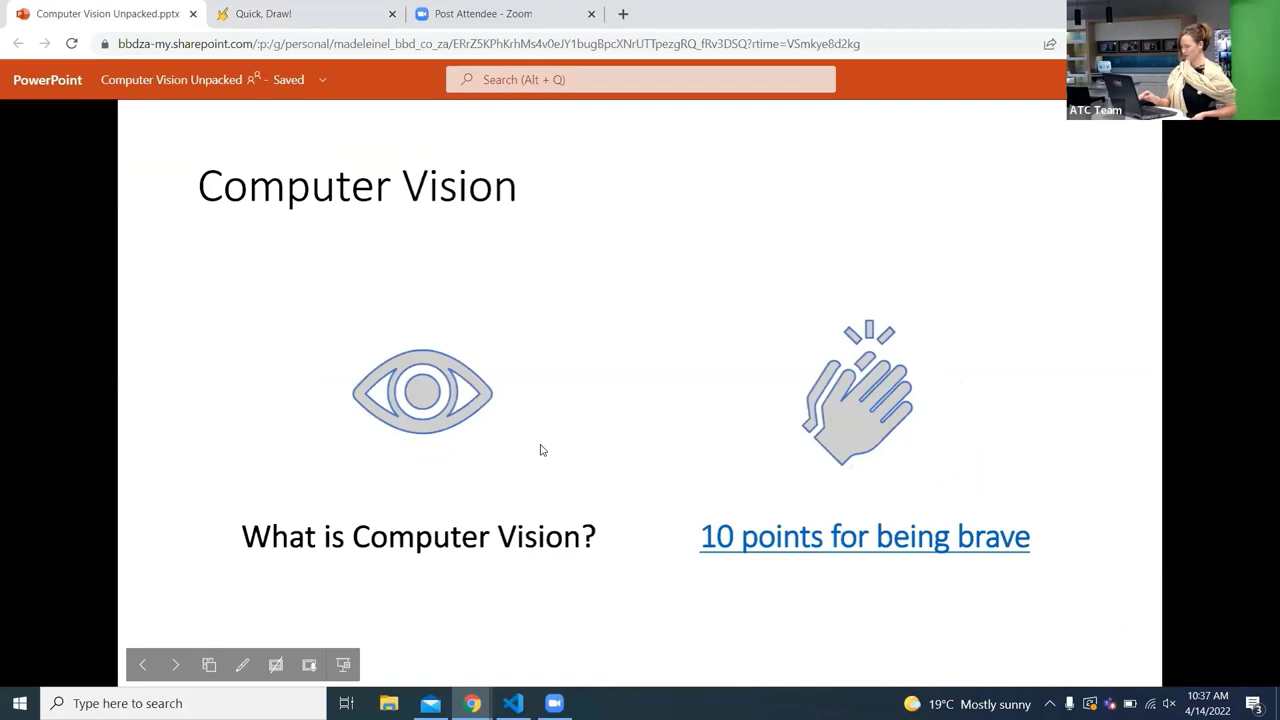 Computer Vision Unpacked.pptx
Quick, Draw!
Post Attendee - Zoom
bbdza-my.sharepoint.com/:p:/g/personal/madelein_bbd_co_za/ERrZ5KPhKrhMs4v0eJY1bugBpcXNrUTTpezgRQ_fRv3DSQ?rtime=VSmkye8d2kg
PowerPoint
Computer Vision Unpacked - Saved
Search (Alt + Q)
ATC Team
Computer Vision
What is Computer Vision?
10 points for being brave
Type here to search
19°C Mostly sunny
10:37 AM
4/14/2022
3